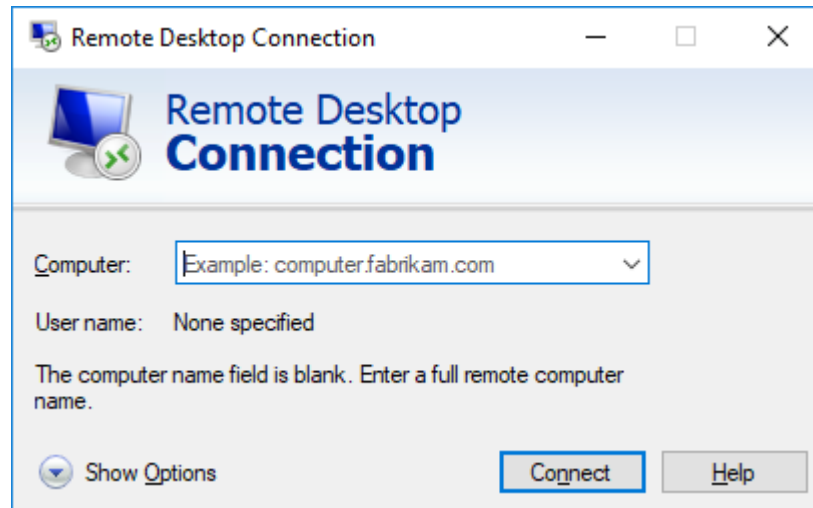 Remote Desktop Connection
Remote Desktop
Connection
Computer: Example: computer.fabrikam.com
User name: None specified
The computer name field is blank. Enter a full remote computer
name.
Show Options Connect Help